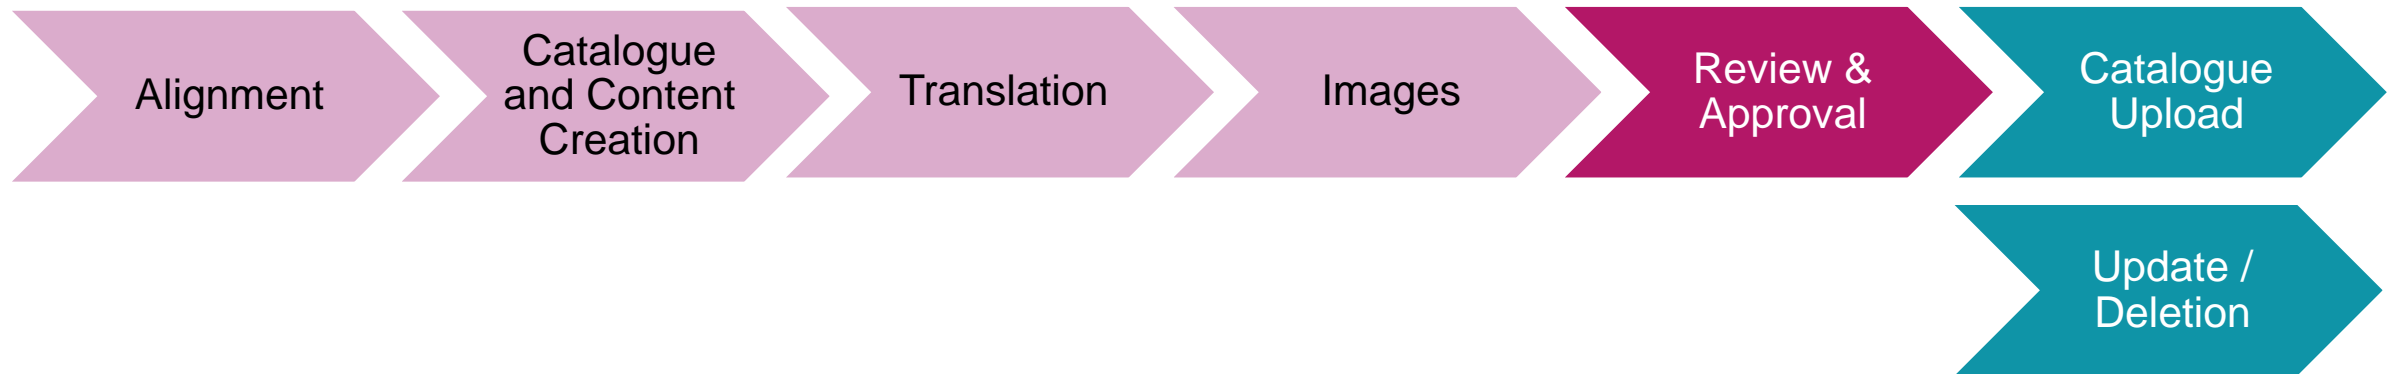 Alignment
Catalogue
and Content
Creation
Translation
Images
Review &
Approval
Catalogue
Upload
Update /
Deletion